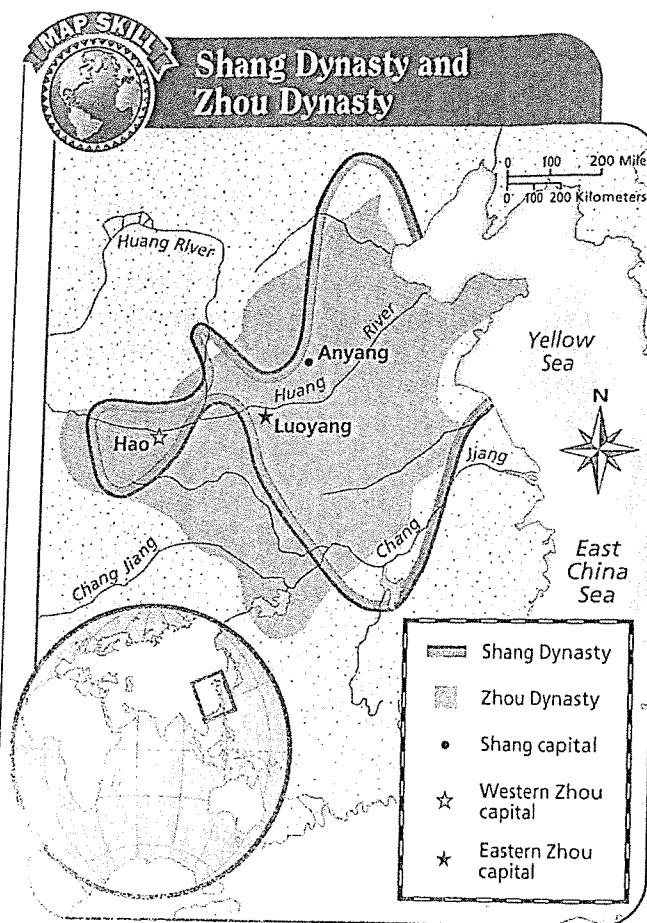 MAP SKILL
Shang Dynasty and
Zhou Dynasty
0 100 200 Mile
0 100 200 Kilometers
Huang River
River
Anyang
Huang
Yellow
Sea
Luoyang
Hao
N
Jiang
Chang
Chang Jiang
East
China
Sea
Shang Dynasty
Zhou Dynasty
Shang capital
Western Zhou
capital
Eastern Zhou
capital